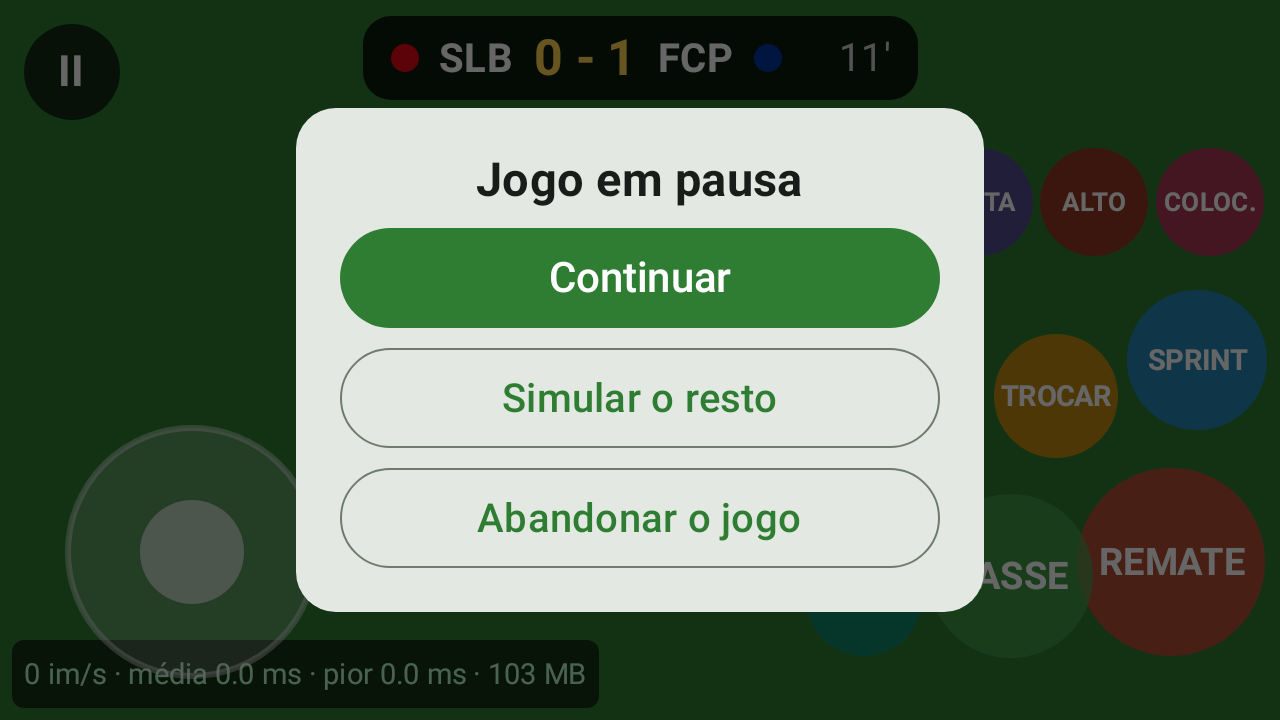 SLB 0 - 1 FCP 11'
Jogo em pausa
TA ALTO COLOC.
Continuar
SPRINT
Simular o resto
TROCAR
Abandonar o jogo
ASSE REMATE
0 im/s · média 0.0 ms · pior 0.0 ms · 103 MB